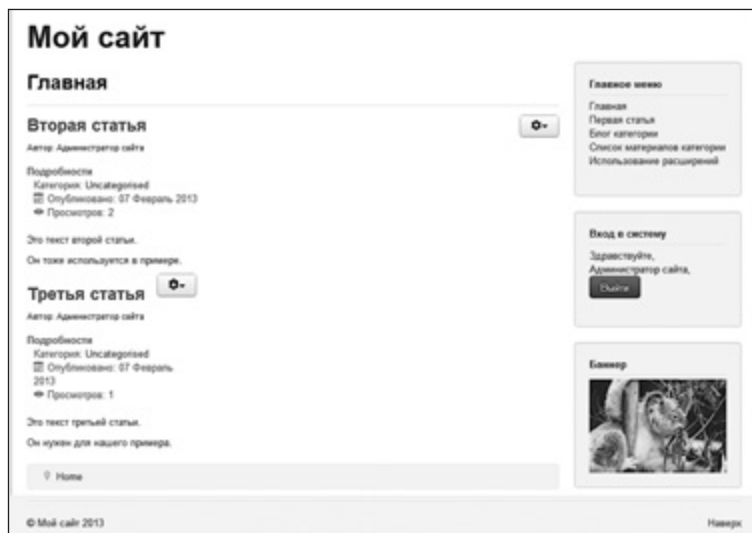 Мой сайт
Главная
Вторая статья
Автор: Администратор сайта
Подробности
Категория: Uncategorised
Опубликовано: 07 Февраль 2013
Просмотров: 2
Это текст второй статьи.
Он тоже используется в примере.
Третья статья
Автор: Администратор сайта
Подробности
Категория: Uncategorised
Опубликовано: 07 Февраль
2013
Просмотров: 1
Это текст третьей статьи.
Он нужен для нашего примера.
Home
Главное меню
Главная
Первая статья
Блог категории
Список материалов категории
Использование расширений
Вход в систему
Здравствуйте,
Администратор сайта,
Выйти
Баннер
© Мой сайт 2013
Наверх